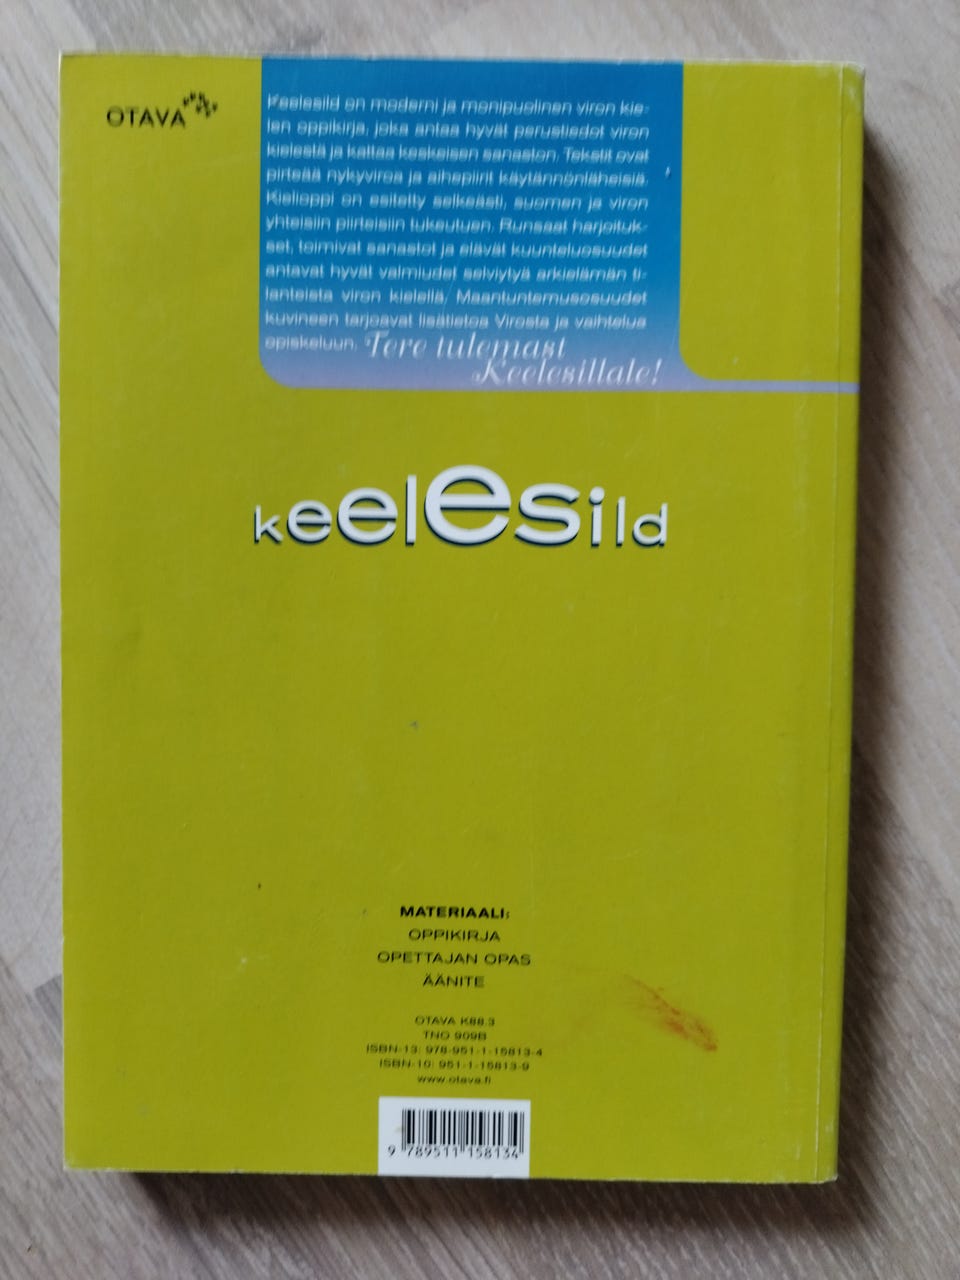 OTAVA
Keelesild on moderni ja monipuolinen viron kie-
len oppikirja, joka antaa hyvät perustiedot viron
kielestä ja kattaa keskeisen sanaston. Tekstit ovat
pirteää nykyviroa ja aihepiirit käytännönläheisiä.
Kielioppi on esitetty selkeästi, suomen ja viron
yhteisiin piirteisiin tukeutuen. Runsaat harjoituk-
set, toimivat sanastot ja elävät kuunteluosuudet
antavat hyvät valmiudet selviytyä arkielämän ti-
lanteista viron kielellä. Maantuntemusosuudet
kuvineen tarjoavat lisätietoa Virosta ja vaihtelua
opiskeluun. Tere tulemast
Keelesillale!
keelesild
MATERIAALI:
OPPIKIRJA
OPETTAJAN OPAS
ÄÄNITE
OTAVA K88.3
TNO 909B
ISBN-13: 978-951-1-15813-4
ISBN-10: 951-1-15813-9
www.otava.fi
9 789511 158134